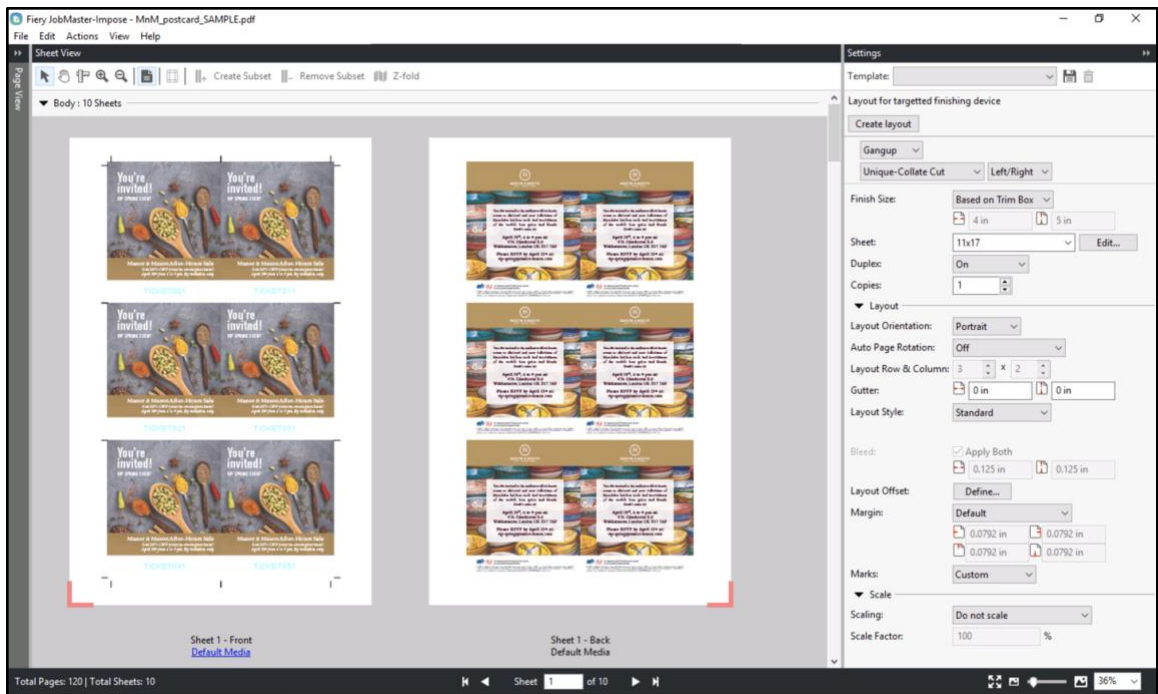 Fiery JobMaster-Impose - MnM_postcard_SAMPLE.pdf
File Edit Actions View Help
Sheet View
Settings
Page View
Create Subset Remove Subset Z-fold
Template:
Body : 10 Sheets
Layout for targetted finishing device
Create layout
Gangup
Unique-Collate Cut Left/Right
Finish Size: Based on Trim Box
4 in 5 in
Sheet: 11x17 Edit...
Duplex: On
Copies: 1
Layout
Layout Orientation: Portrait
Auto Page Rotation: Off
Layout Row & Column: 3 x 2
Gutter: 0 in 0 in
Layout Style: Standard
Bleed: Apply Both
0.125 in 0.125 in
Layout Offset: Define...
Margin: Default
0.0792 in 0.0792 in
0.0792 in 0.0792 in
Marks: Custom
Scale
Scaling: Do not scale
Scale Factor: 100 %
You're invited! You're invited!
You're invited! You're invited!
You're invited! You're invited!
Sheet 1 - Front
Default Media
Sheet 1 - Back
Default Media
Total Pages: 120 | Total Sheets: 10
Sheet 1 of 10
36%